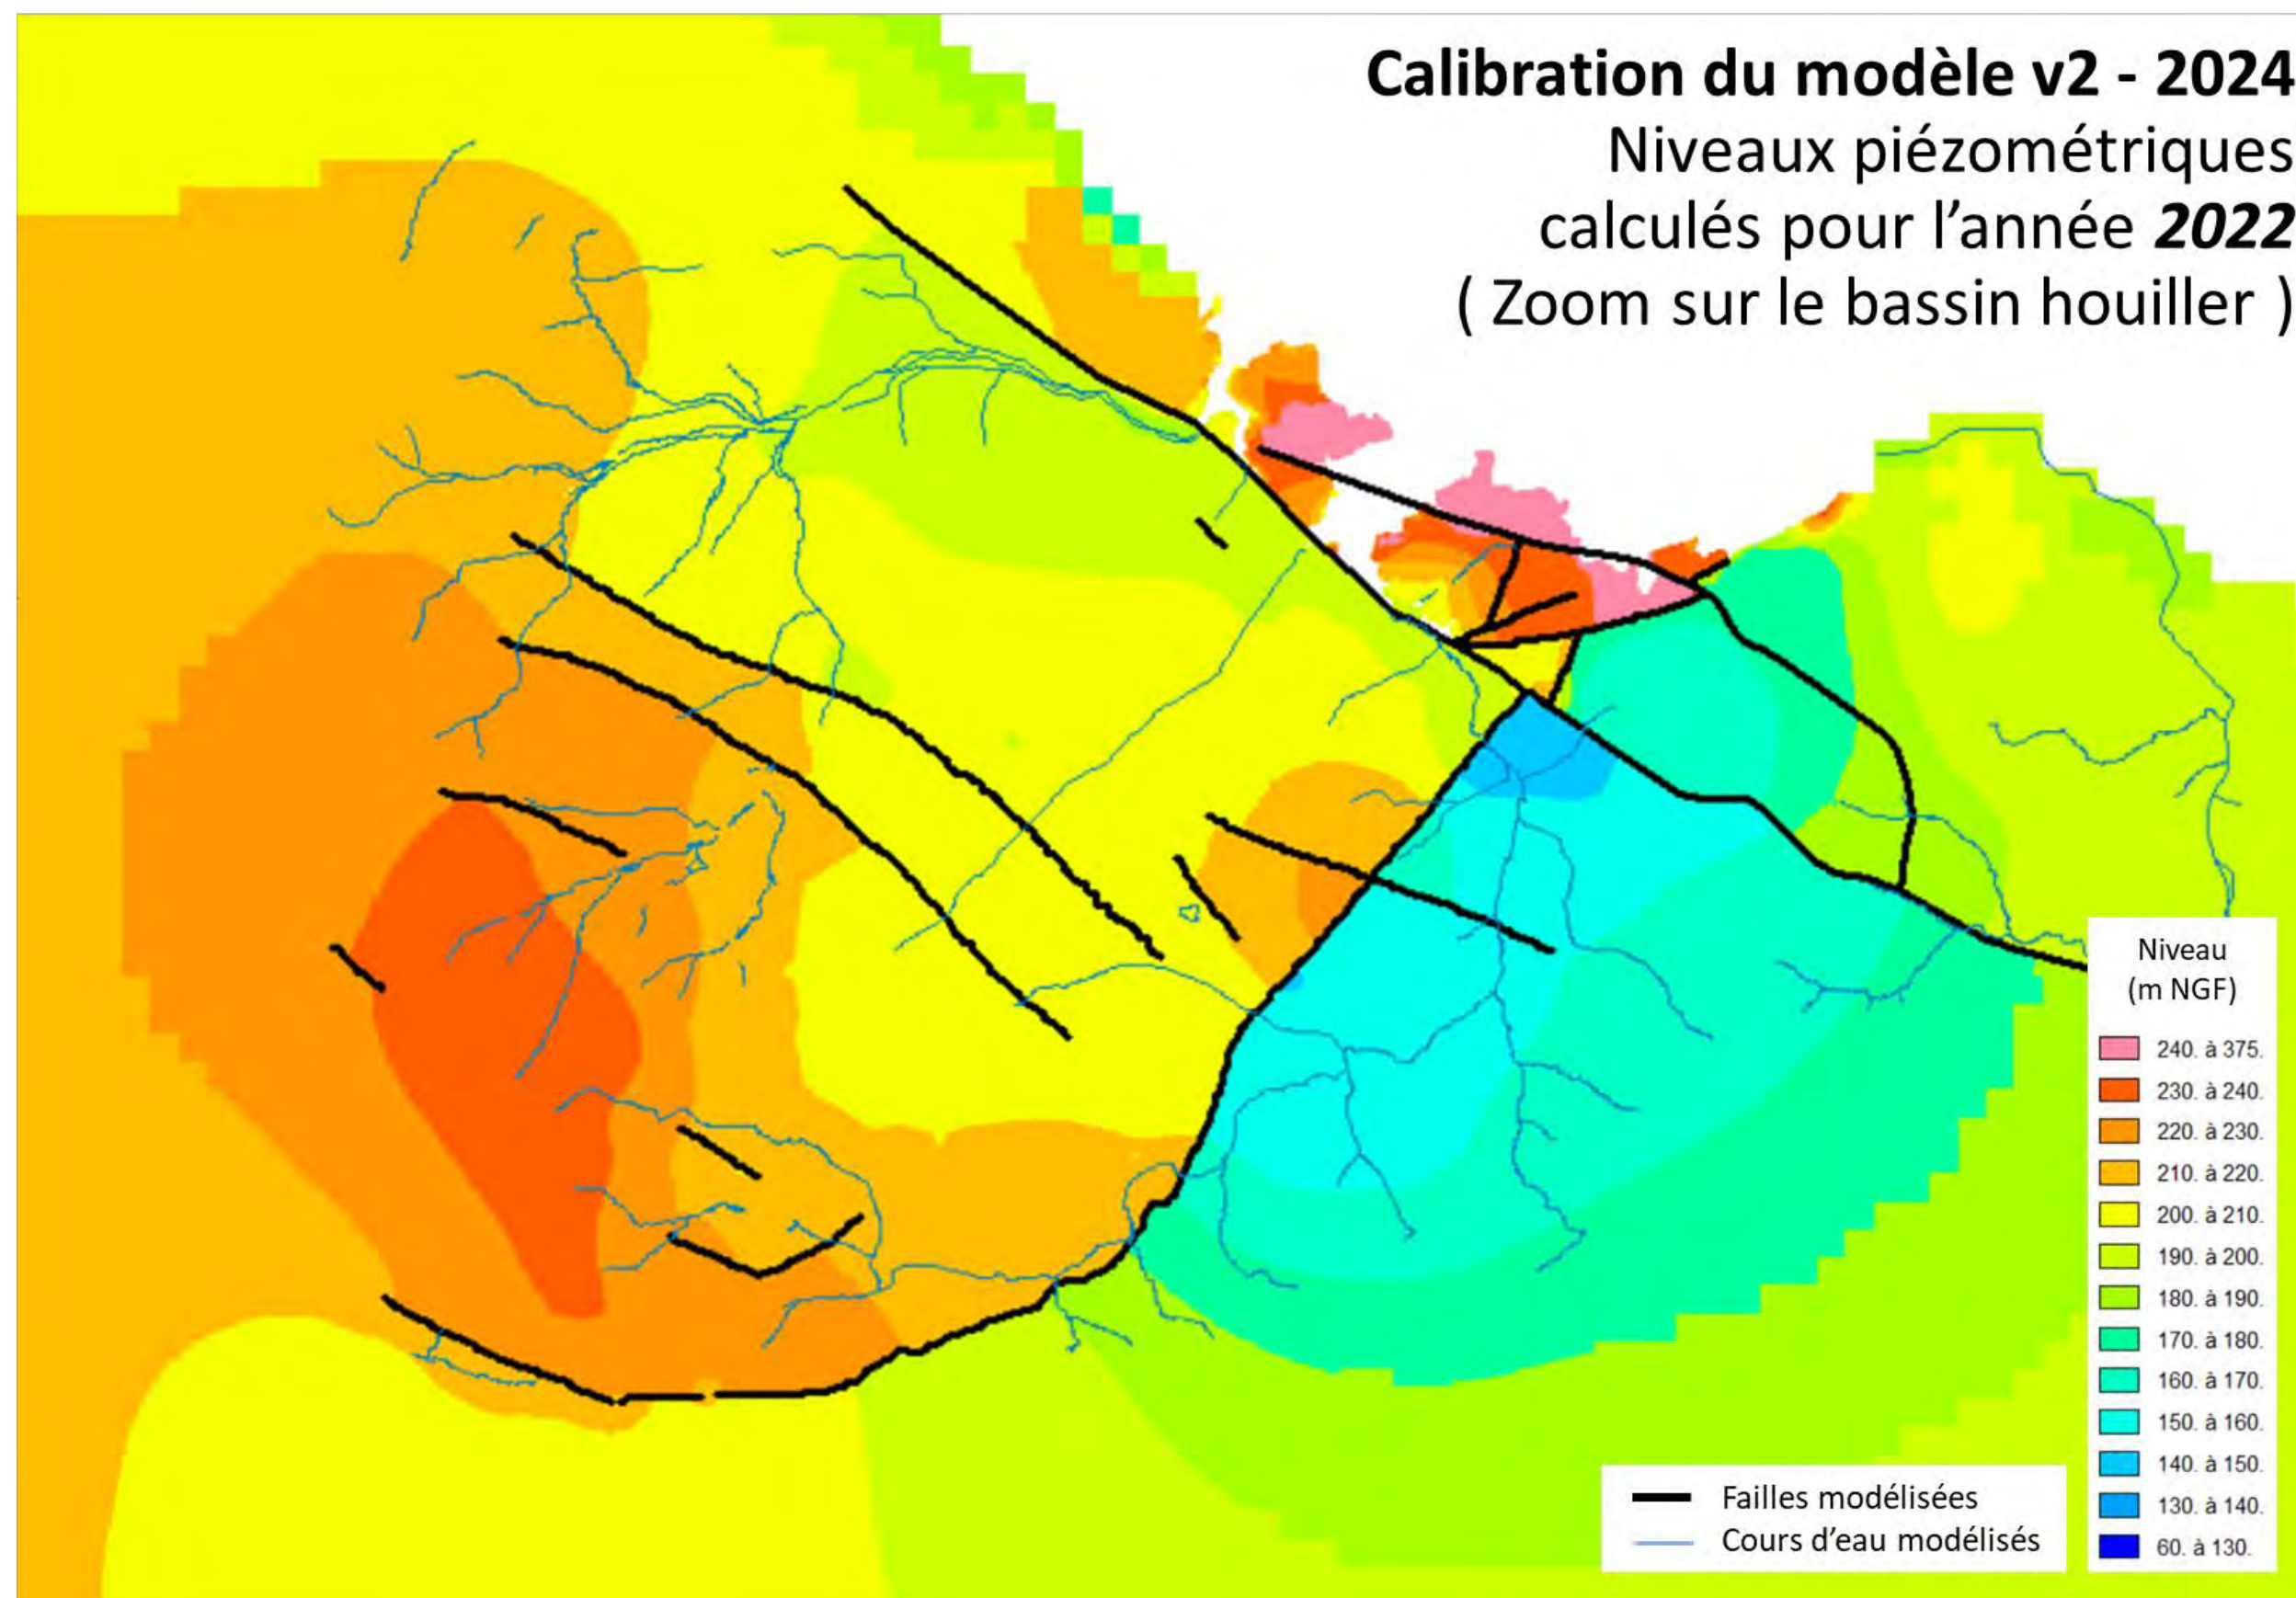 Calibration du modèle v2 - 2024
Niveaux piézométriques
calculés pour l'année 2022
( Zoom sur le bassin houiller )
Niveau
(m NGF)
240. à 375.
230. à 240.
220. à 230.
210. à 220.
200. à 210.
190. à 200.
180. à 190.
170. à 180.
160. à 170.
150. à 160.
140. à 150.
130. à 140.
60. à 130.
Failles modélisées
Cours d'eau modélisés